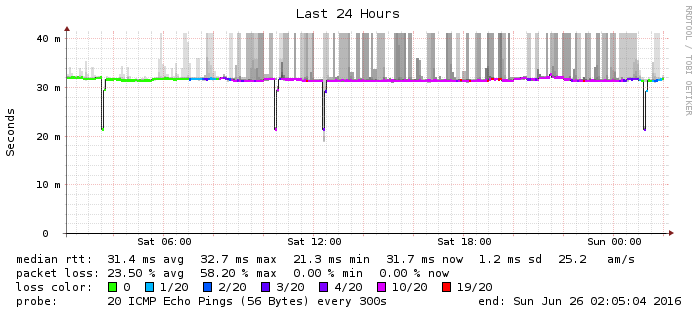 Last 24 Hours
RRDTOOL / TOBI OETIKER
Seconds
40 m
30 m
20 m
10 m
0
Sat 06:00 Sat 12:00 Sat 18:00 Sun 00:00
median rtt: 31.4 ms avg 32.7 ms max 21.3 ms min 31.7 ms now 1.2 ms sd 25.2 am/s
packet loss: 23.50 % avg 58.20 % max 0.00 % min 0.00 % now
loss color: 0 1/20 2/20 3/20 4/20 10/20 19/20
probe: 20 ICMP Echo Pings (56 Bytes) every 300s end: Sun Jun 26 02:05:04 2016